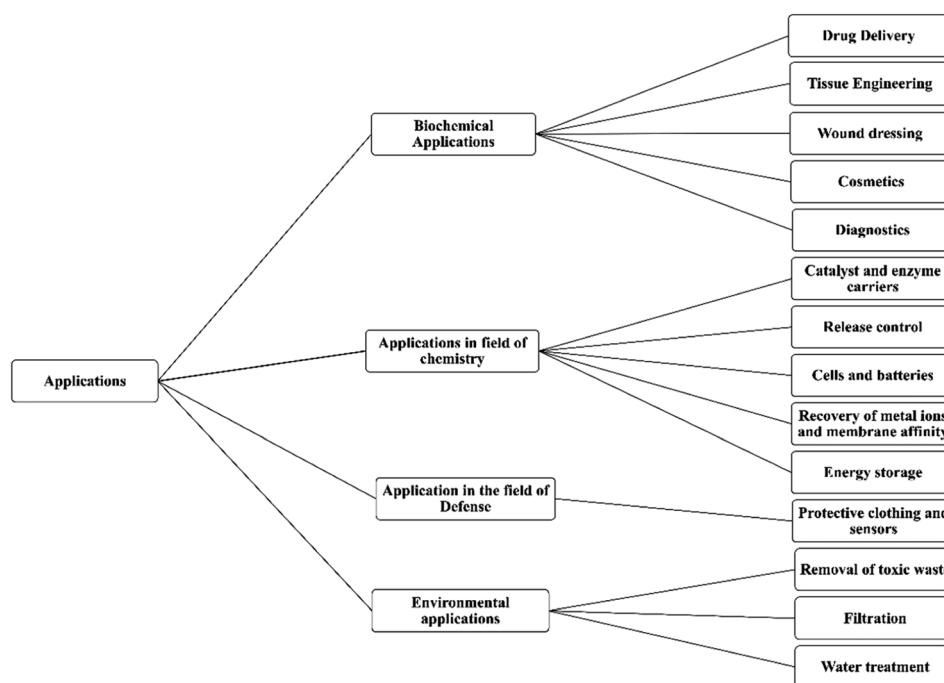 Drug Delivery
Tissue Engineering
Wound dressing
Cosmetics
Diagnostics
Biochemical
Applications
Catalyst and enzyme
carriers
Release control
Cells and batteries
Recovery of metal ions
and membrane affinity
Energy storage
Applications in field of
chemistry
Applications
Application in the field of
Defense
Protective clothing and
sensors
Environmental
applications
Removal of toxic waste
Filtration
Water treatment